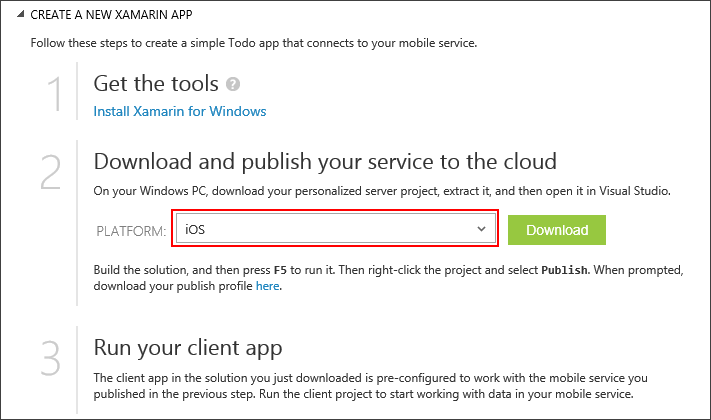 CREATE A NEW XAMARIN APP
Follow these steps to create a simple Todo app that connects to your mobile service.
1 Get the tools ?
Install Xamarin for Windows
2 Download and publish your service to the cloud
On your Windows PC, download your personalized server project, extract it, and then open it in Visual Studio.
PLATFORM: iOS Download
Build the solution, and then press F5 to run it. Then right-click the project and select Publish. When prompted,
download your publish profile here.
3 Run your client app
The client app in the solution you just downloaded is pre-configured to work with the mobile service you
published in the previous step. Run the client project to start working with data in your mobile service.